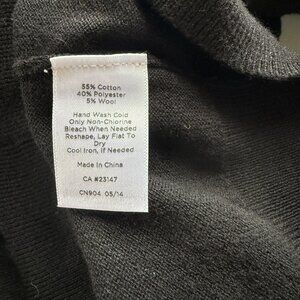 55% Cotton
40% Polyester
5% Wool
Hand Wash Cold
Only Non-Chlorine
Bleach When Needed
Reshape, Lay Flat To
Dry
Cool Iron, if Needed
Made In China
CA #23147
CN904 05/14